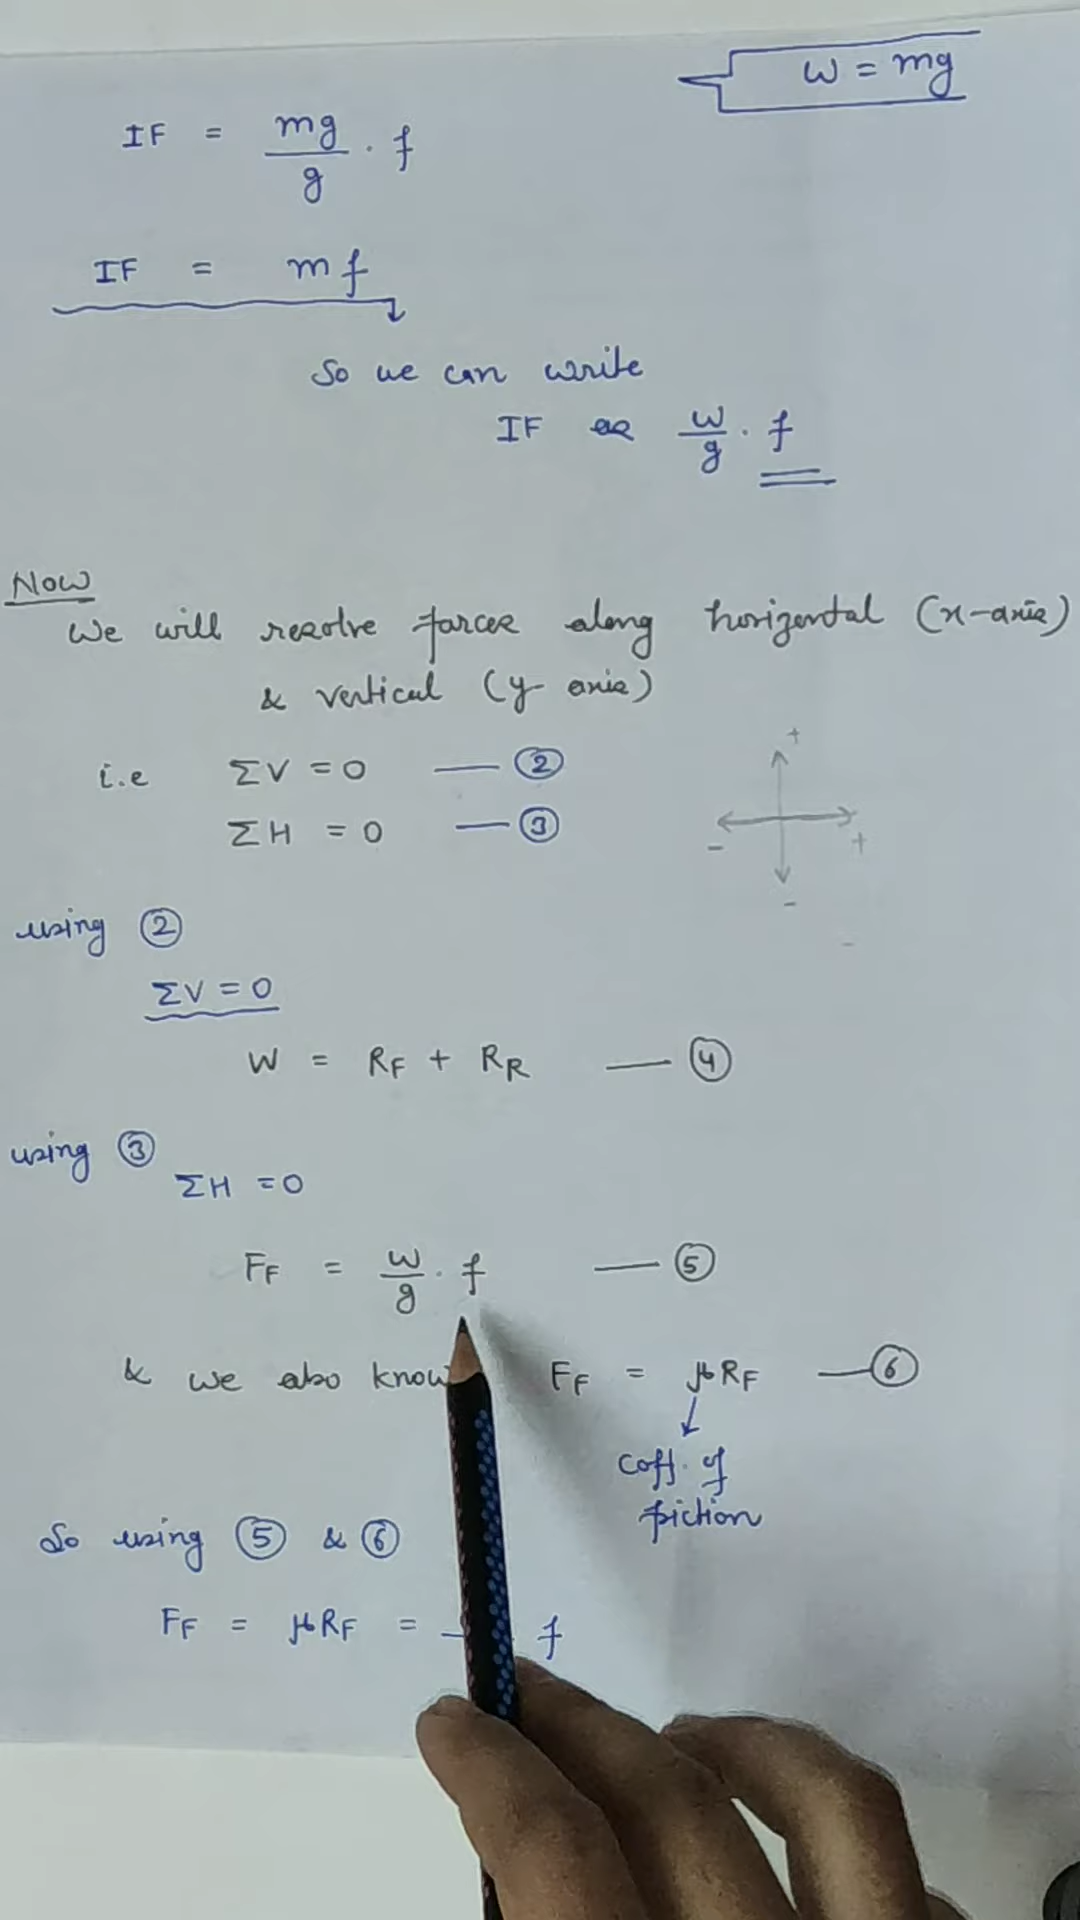 W = mg
IF = mg/g . f
IF = mf
So we can write
IF as W/g . f
Now
We will resolve forces along horizontal (x-axis)
& vertical (y-axis)
i.e ΣV = 0 — ②
ΣH = 0 — ③
+
- +
-
using ②
ΣV = 0
W = RF + RR — ④
using ③
ΣH = 0
FF = W/g . f — ⑤
& we also know FF = μRF — ⑥
Coff. of
friction
So using ⑤ & ⑥
FF = μRF = f